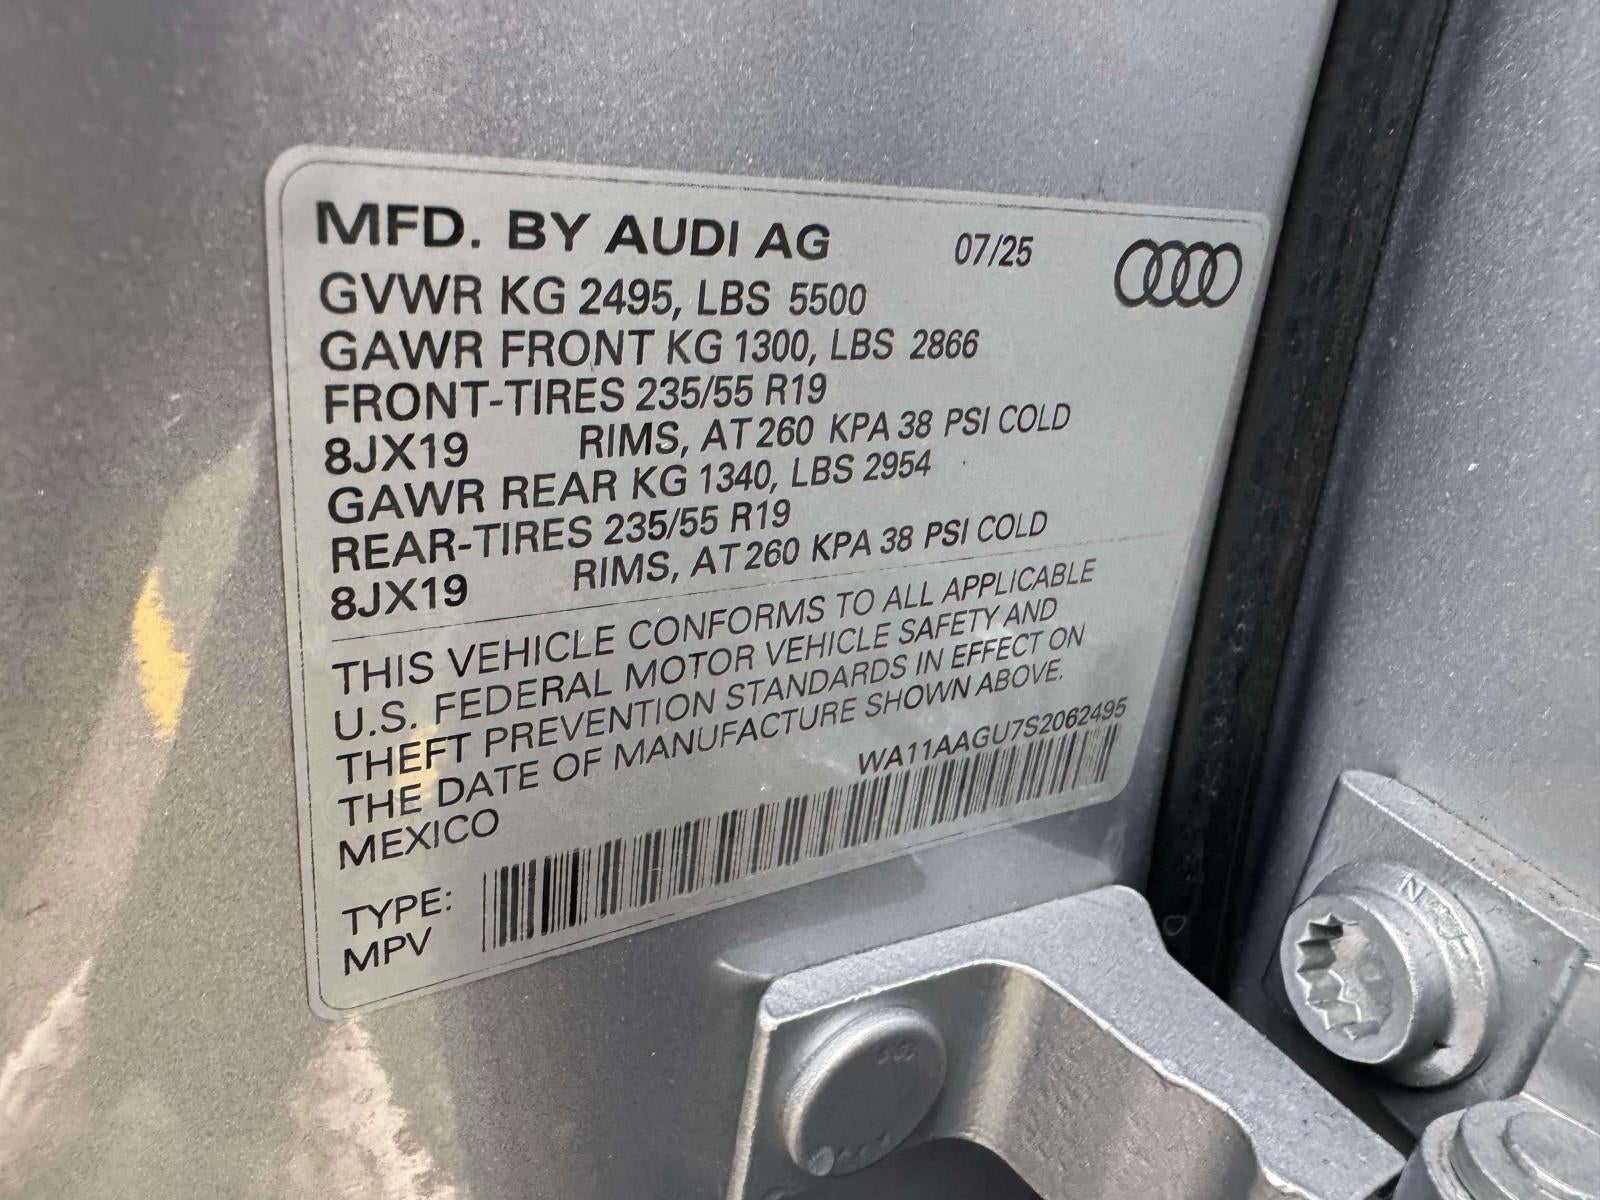 MFD. BY AUDI AG 07/25
GVWR KG 2495, LBS 5500
GAWR FRONT KG 1300, LBS 2866
FRONT-TIRES 235/55 R19
8JX19 RIMS, AT 260 KPA 38 PSI COLD
GAWR REAR KG 1340, LBS 2954
REAR-TIRES 235/55 R19
8JX19 RIMS, AT 260 KPA 38 PSI COLD
THIS VEHICLE CONFORMS TO ALL APPLICABLE
U.S. FEDERAL MOTOR VEHICLE SAFETY AND
THEFT PREVENTION STANDARDS IN EFFECT ON
THE DATE OF MANUFACTURE SHOWN ABOVE.
MEXICO WA11AAGU7S2062495
TYPE:
MPV